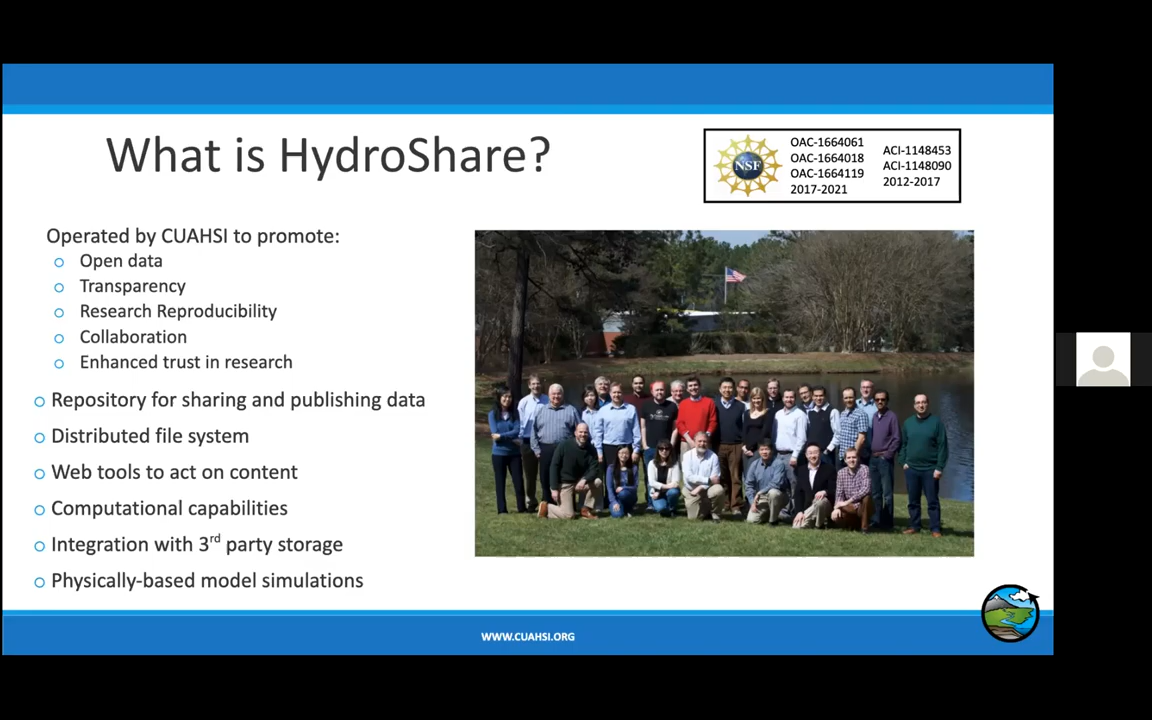 What is HydroShare?
NSF
OAC-1664061
OAC-1664018
OAC-1664119
2017-2021
ACI-1148453
ACI-1148090
2012-2017
Operated by CUAHSI to promote:
Open data
Transparency
Research Reproducibility
Collaboration
Enhanced trust in research
Repository for sharing and publishing data
Distributed file system
Web tools to act on content
Computational capabilities
Integration with 3rd party storage
Physically-based model simulations
WWW.CUAHSI.ORG